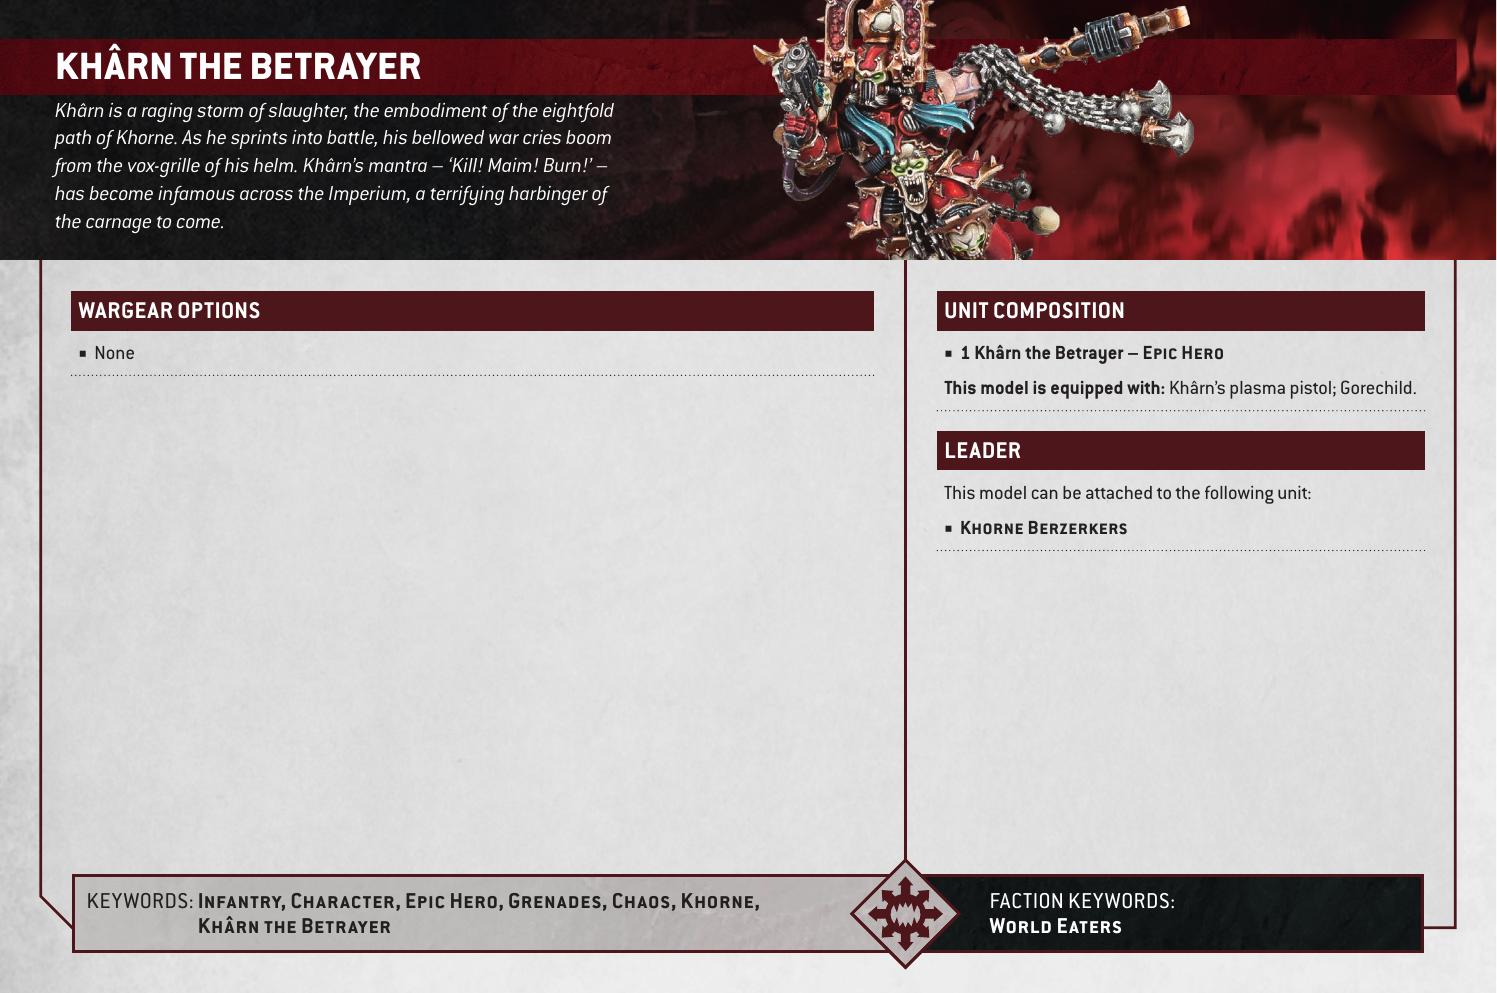 KHÂRN THE BETRAYER
Khârn is a raging storm of slaughter, the embodiment of the eightfold
path of Khorne. As he sprints into battle, his bellowed war cries boom
from the vox-grille of his helm. Khârn’s mantra – ‘Kill! Maim! Burn!’ –
has become infamous across the Imperium, a terrifying harbinger of
the carnage to come.
WARGEAR OPTIONS
▪ None
UNIT COMPOSITION
▪ 1 Khârn the Betrayer – Epic Hero
This model is equipped with: Khârn’s plasma pistol; Gorechild.
LEADER
This model can be attached to the following unit:
▪ Khorne Berzerkers
KEYWORDS: Infantry, Character, Epic Hero, Grenades, Chaos, Khorne,
Khârn the Betrayer
FACTION KEYWORDS:
World Eaters